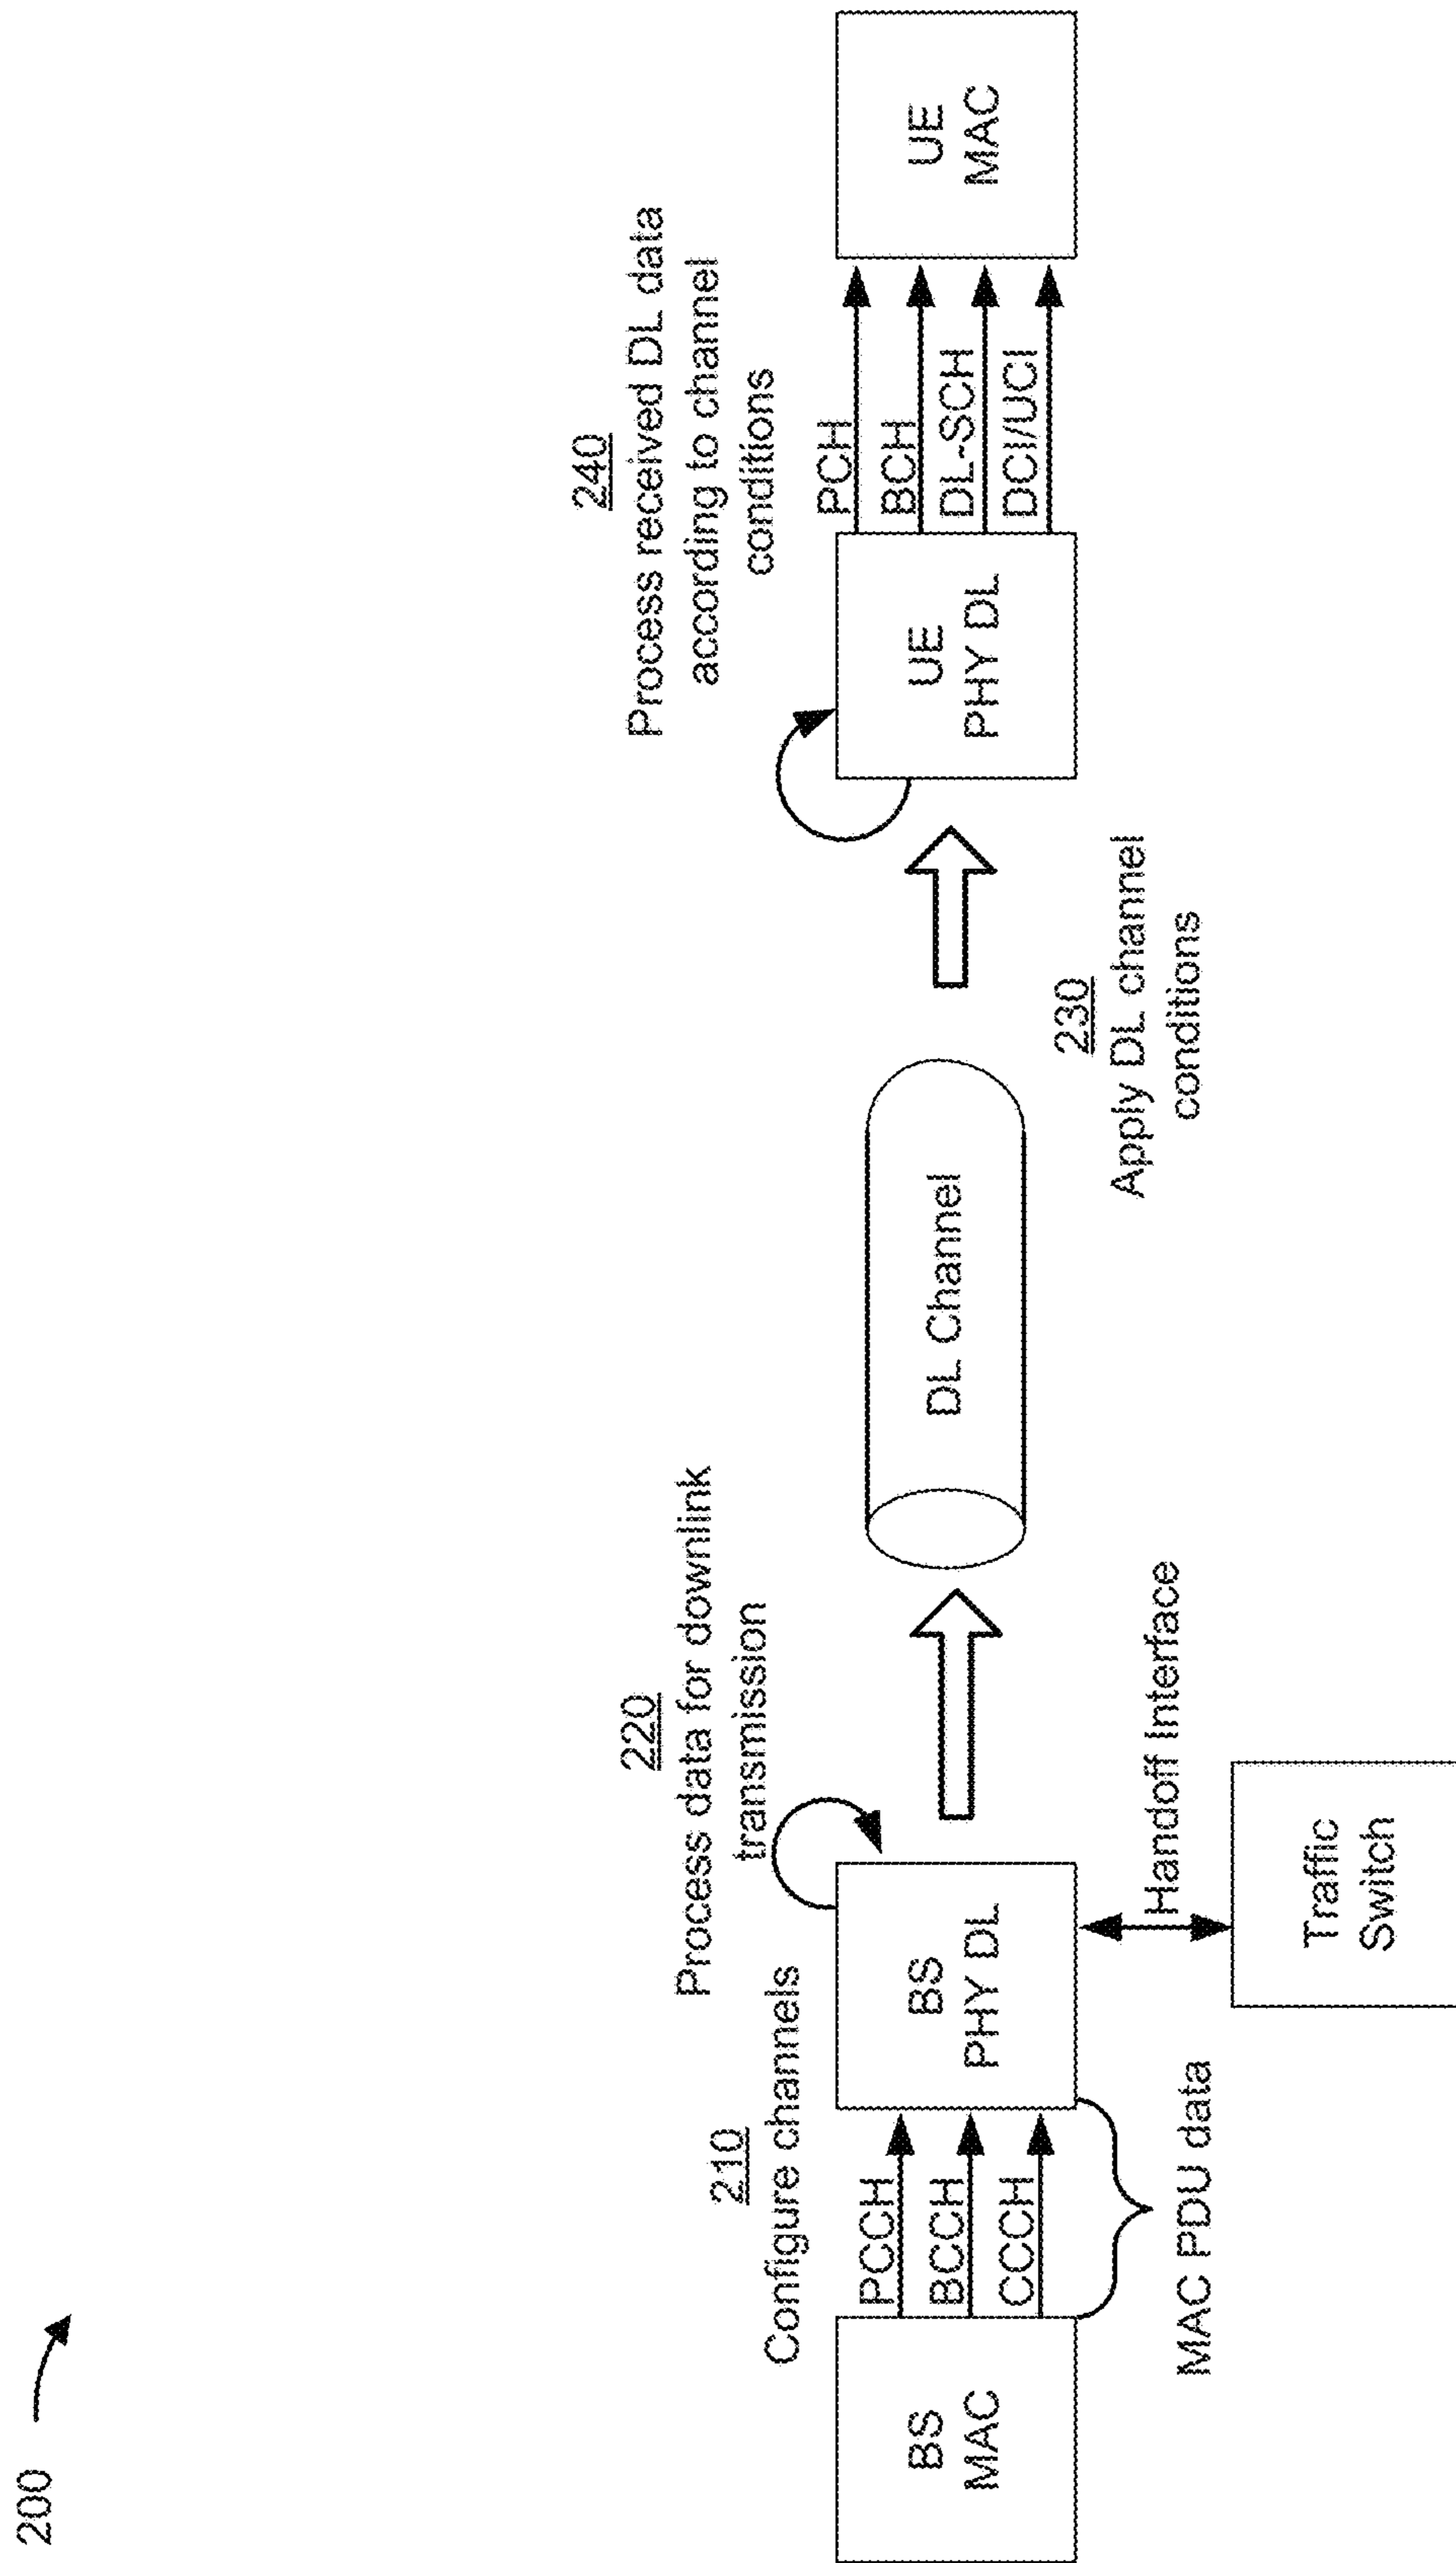 200
210
Configure channels
220
Process data for downlink
transmission
240
Process received DL data
according to channel
conditions
BS
MAC
PCCH
BCCH
CCCH
BS
PHY DL
DL Channel
UE
PHY DL
PCH
BCH
DL-SCH
DCI/UCI
UE
MAC
MAC PDU data
Handoff Interface
230
Apply DL channel
conditions
Traffic
Switch